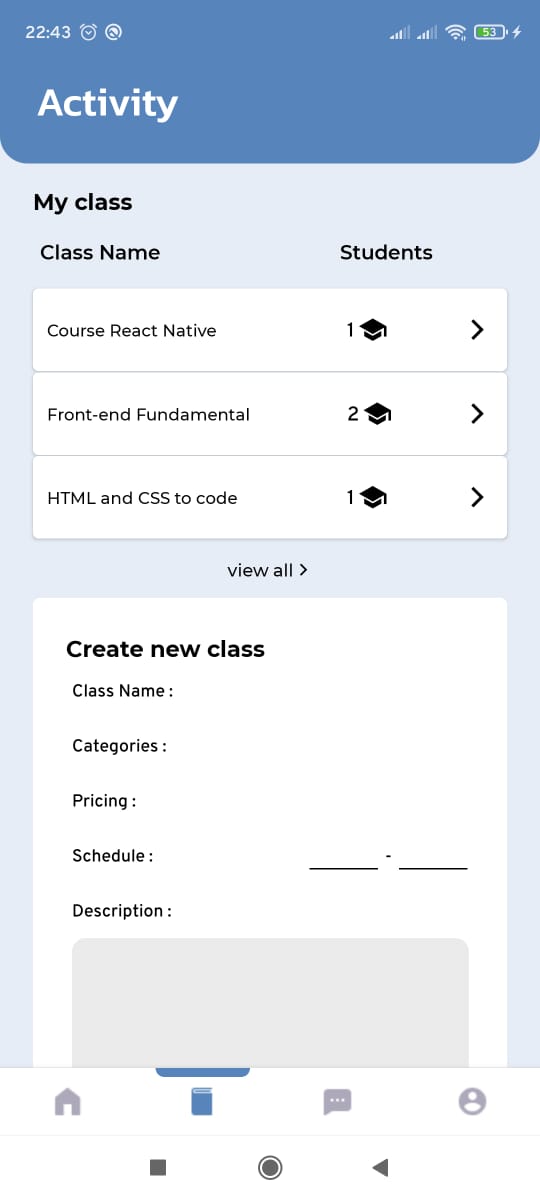 22:43
53
Activity
My class
Class Name Students
Course React Native 1
Front-end Fundamental 2
HTML and CSS to code 1
view all >
Create new class
Class Name :
Categories :
Pricing :
Schedule : -
Description :